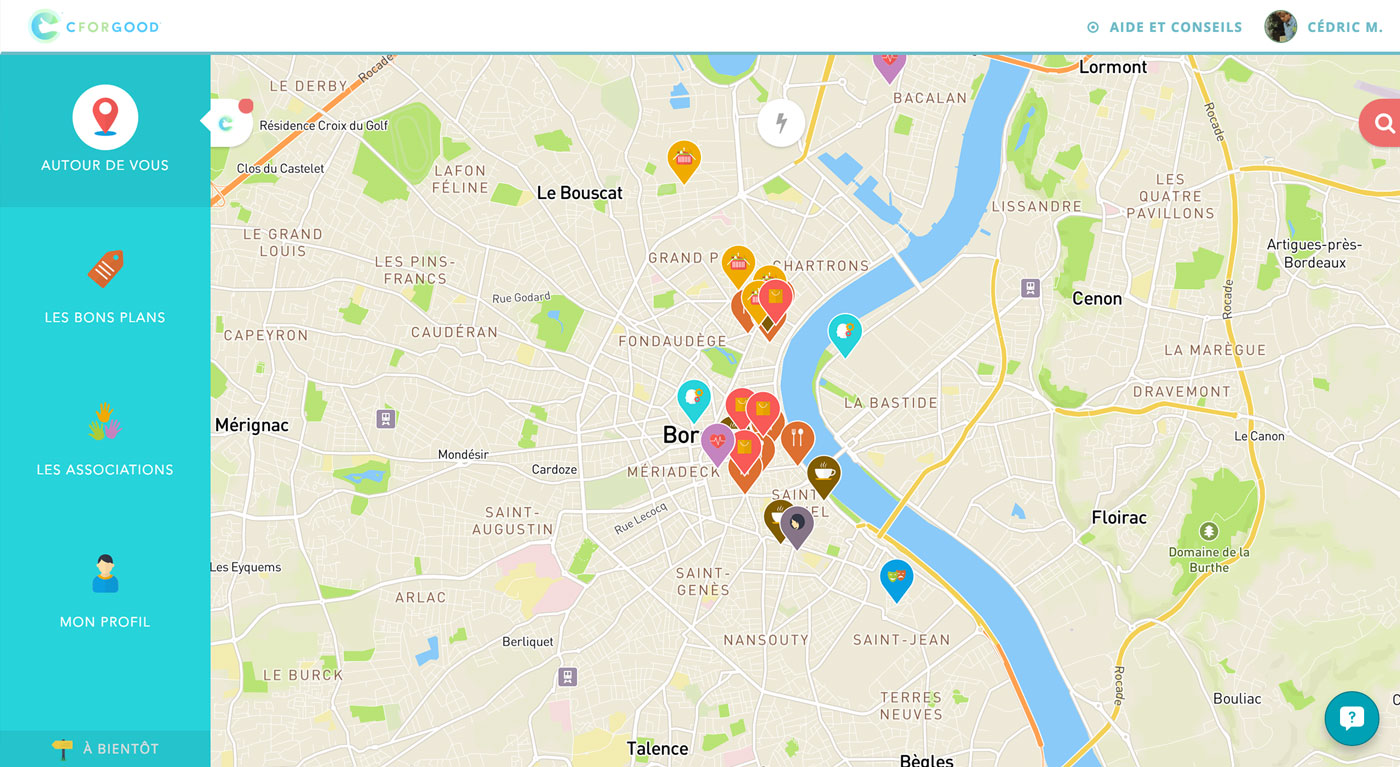 CFORGOOD
AIDE ET CONSEILS
CÉDRIC M.
AUTOUR DE VOUS
LES BONS PLANS
LES ASSOCIATIONS
MON PROFIL
À BIENTÔT
LE DERBY
Rocade
Lormont
BACALAN
Rocade
Résidence Croix du Golf
Clos du Castelet
LAFON
FÉLINE
Le Bouscat
LES
QUATRE
PAVILLONS
LISSANDRE
LE GRAND
LOUIS
LES PINS-
FRANCS
GRAND P
CHARTRONS
Artigues-près-
Bordeaux
Rue Godard
Cenon
Rocade
CAPEYRON
CAUDÉRAN
FONDAUDÈGE
LA MARÈGUE
DRAVEMONT
LA BASTIDE
Mérignac
Bor
Le Canon
Mondésir
Cardoze
MÉRIADECK
SAINT
EL
SAINT-
AUGUSTIN
Rue Lecocq
Floirac
Domaine de la
Burthe
Les Eyquems
SAINT-
GENÈS
ARLAC
Berliquet
NANSOUTY
SAINT-JEAN
LE BURCK
Rocade
TERRES
NEUVES
Bouliac
C
Talence
Bègles
?